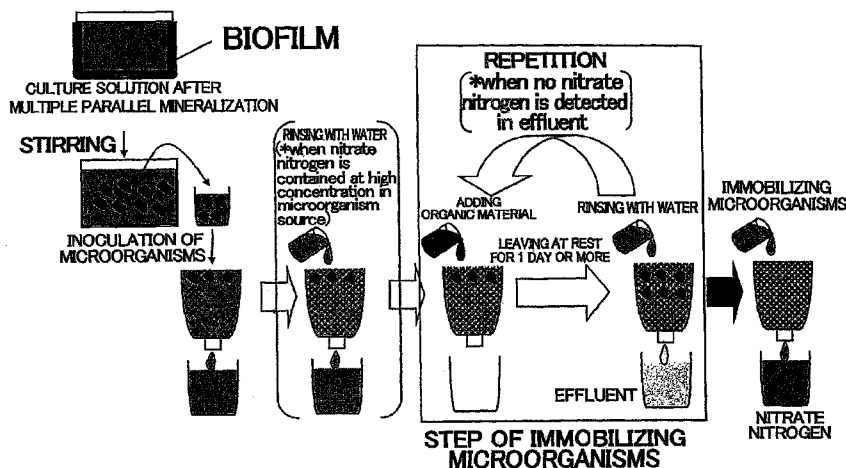 BIOFILM
CULTURE SOLUTION AFTER
MULTIPLE PARALLEL MINERALIZATION
STIRRING
INOCULATION OF
MICROORGANISMS
RINSING WITH WATER
(*when nitrate
nitrogen is
contained at high
concentration in
microorganism
source)
REPETITION
(*when no nitrate
nitrogen is detected
in effluent)
ADDING
ORGANIC MATERIAL
LEAVING AT REST
FOR 1 DAY OR MORE
RINSING WITH WATER
EFFLUENT
STEP OF IMMOBILIZING
MICROORGANISMS
IMMOBILIZING
MICROORGANISMS
NITRATE
NITROGEN